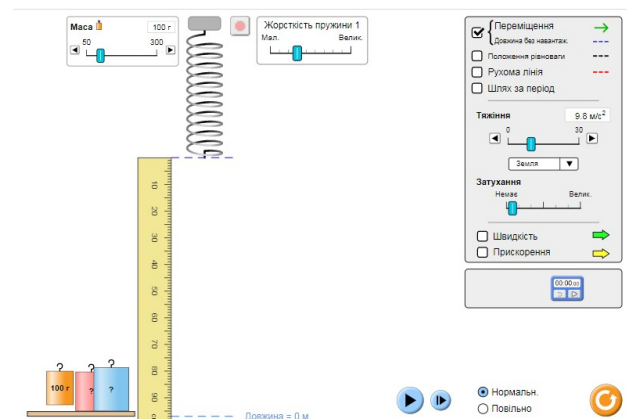 Маса
100 г
50
300
Жорсткість пружини 1
Мал.
Велик.
Переміщення
Довжина без навантаж.
Положення рівноваги
Рухома лінія
Шлях за період
Тяжіння
9.8 м/с²
0
30
Земля
Затухання
Немає
Велик.
Швидкість
Прискорення
00:00
10
20
30
40
50
60
70
80
90
?
?
?
100 г
?
?
Довжина = 0 м
Нормальн.
Повільно